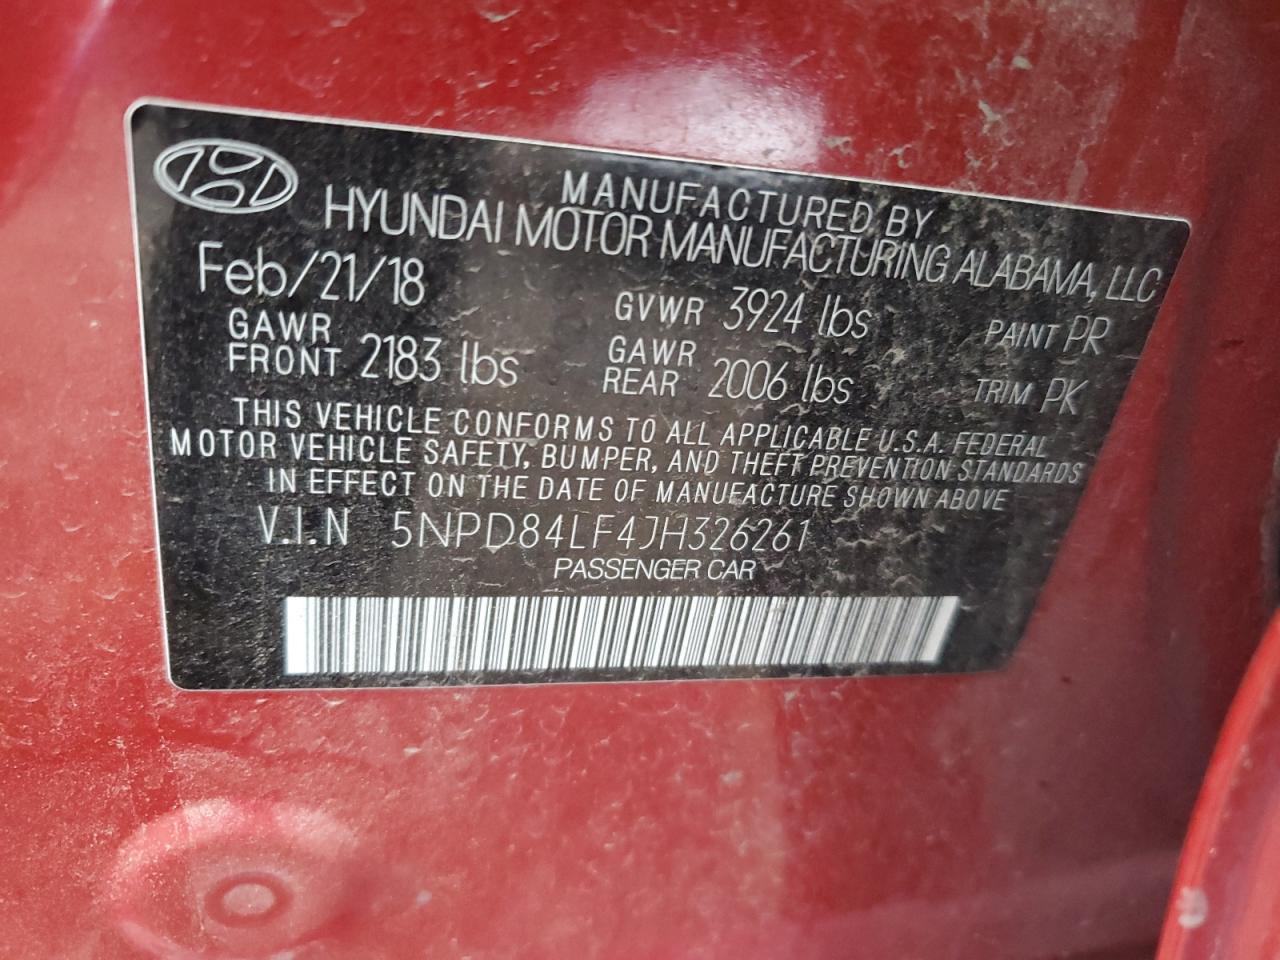 MANUFACTURED BY
HYUNDAI MOTOR MANUFACTURING ALABAMA, LLC
Feb/21/18 GVWR 3924 lbs PAINT PR
GAWR FRONT 2183 lbs GAWR REAR 2006 lbs TRIM PK
THIS VEHICLE CONFORMS TO ALL APPLICABLE U.S.A. FEDERAL
MOTOR VEHICLE SAFETY, BUMPER, AND THEFT PREVENTION STANDARDS
IN EFFECT ON THE DATE OF MANUFACTURE SHOWN ABOVE
V.I.N 5NPD84LF4JH326261
PASSENGER CAR